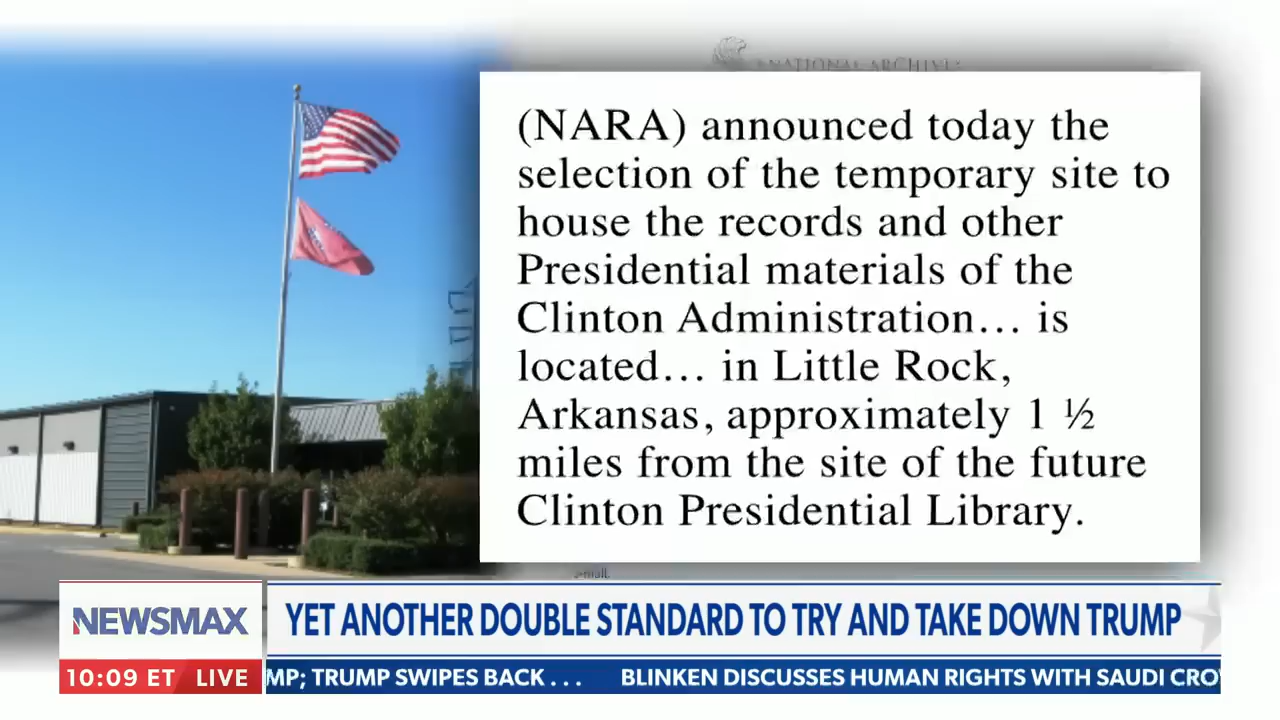 NATIONAL ARCHIVES
(NARA) announced today the
selection of the temporary site to
house the records and other
Presidential materials of the
Clinton Administration… is
located… in Little Rock,
Arkansas, approximately 1 ½
miles from the site of the future
Clinton Presidential Library.
e-mail.
NEWSMAX
YET ANOTHER DOUBLE STANDARD TO TRY AND TAKE DOWN TRUMP
10:09 ET LIVE
MP; TRUMP SWIPES BACK . . . BLINKEN DISCUSSES HUMAN RIGHTS WITH SAUDI CRO